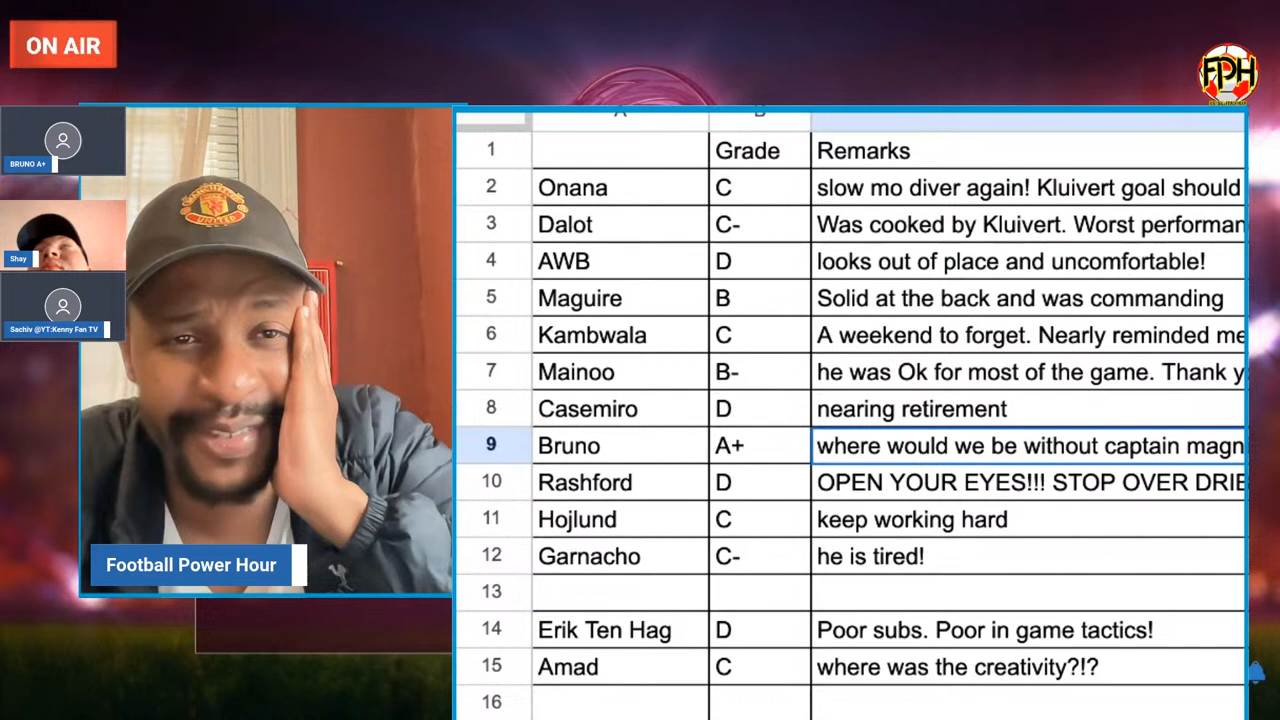 ON AIR
FPH
BRUNO A+
Shay
Sachiv @YT:Kenny Fan TV
UNITED
Football Power Hour
1 Grade Remarks
2 Onana C slow mo diver again! Kluivert goal should
3 Dalot C- Was cooked by Kluivert. Worst performan
4 AWB D looks out of place and uncomfortable!
5 Maguire B Solid at the back and was commanding
6 Kambwala C A weekend to forget. Nearly reminded me
7 Mainoo B- he was Ok for most of the game. Thank y
8 Casemiro D nearing retirement
9 Bruno A+ where would we be without captain magn
10 Rashford D OPEN YOUR EYES!!! STOP OVER DRIB
11 Hojlund C keep working hard
12 Garnacho C- he is tired!
13
14 Erik Ten Hag D Poor subs. Poor in game tactics!
15 Amad C where was the creativity?!?
16